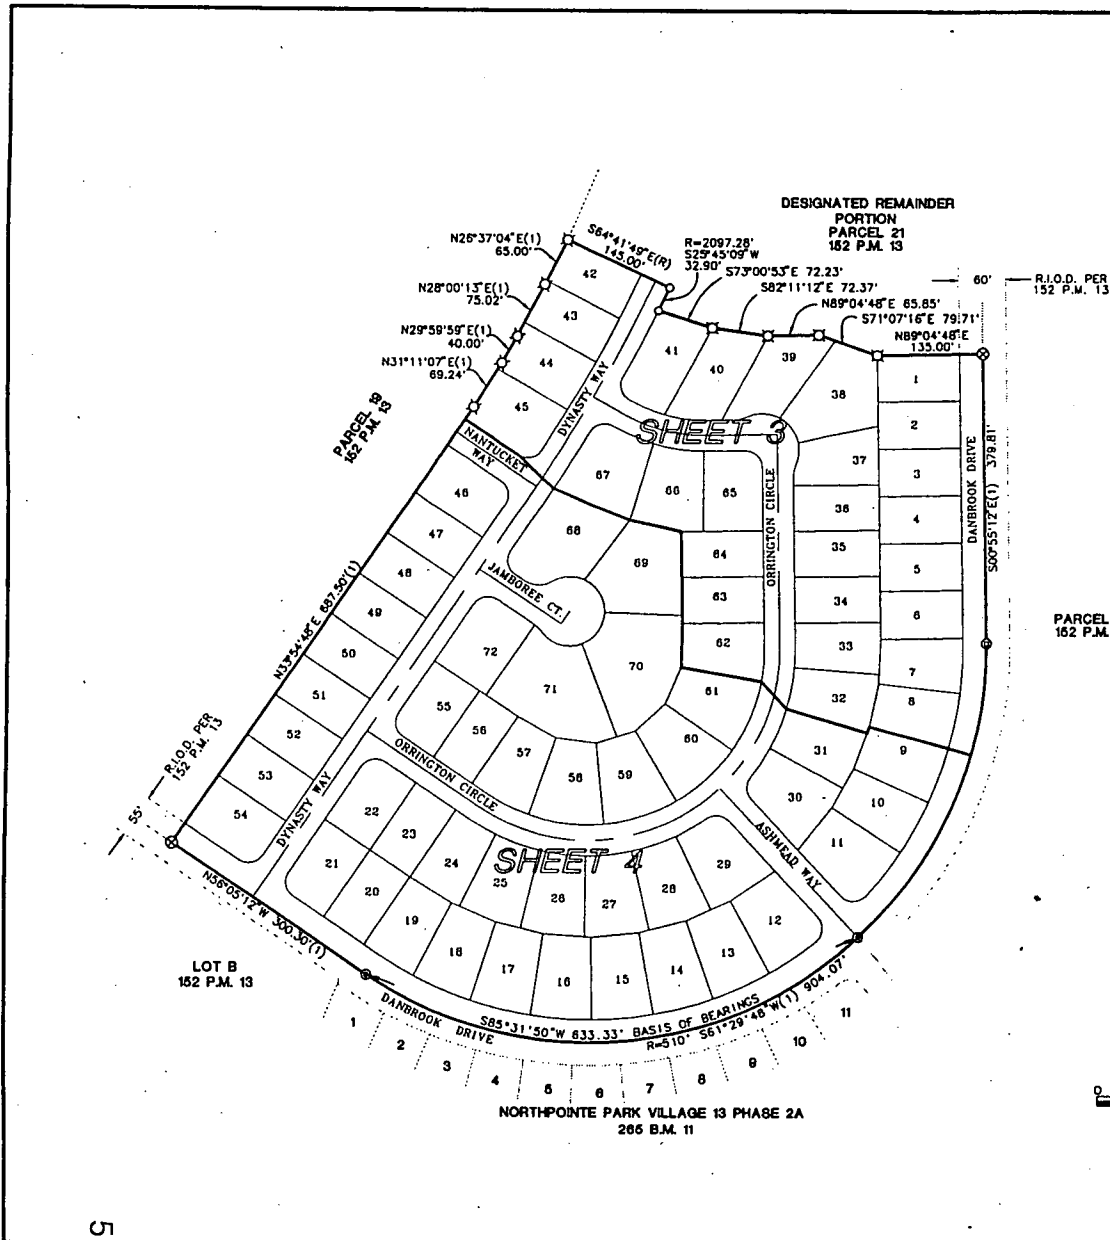 DESIGNATED REMAINDER
PORTION
PARCEL 21
152 P.M. 13
S64°41'49"E(R)
145.00'
N26°37'04"E(1)
65.00'
R=2097.28'
S25°45'09"W
32.90'
S73°00'53"E 72.23'
S82°11'12"E 72.37'
N89°04'48"E 65.85'
S71°07'16"E 79.71'
N89°04'48"E
135.00'
60'
R.I.O.D. PER
152 P.M. 13
N28°00'13"E(1)
75.02'
N29°59'59"E(1)
40.00'
N31°11'07"E(1)
69.24'
42
43
44
45
41
40
39
38
1
2
3
4
5
6
7
8
37
36
35
34
33
32
DYNASTY WAY
SHEET 3
DANBROOK DRIVE
S00°55'12"E(1) 379.81'
PARCEL 19
152 P.M. 13
NANTUCKET
WAY
67
66
65
64
63
62
ORRINGTON CIRCLE
46
47
48
49
50
51
52
53
54
68
69
70
71
72
JAMBOREE CT.
PARCEL
152 P.M.
N33°54'48"E 687.50'(1)
55
56
57
58
59
60
61
31
30
9
10
11
R.I.O.D. PER
152 P.M. 13
55'
DYNASTY WAY
ORRINGTON CIRCLE
22
23
24
25
26
27
28
29
21
20
19
18
17
16
15
14
13
12
SHEET 4
ASHMEAD WAY
N56°05'12"W 300.30'(1)
LOT B
152 P.M. 13
DANBROOK DRIVE
S85°31'50"W 633.33' BASIS OF BEARINGS
R=510' S61°29'48"W(1) 904.07'
1
2
3
4
5
6
7
8
9
10
11
NORTHPOINTE PARK VILLAGE 13 PHASE 2A
265 B.M. 11
5